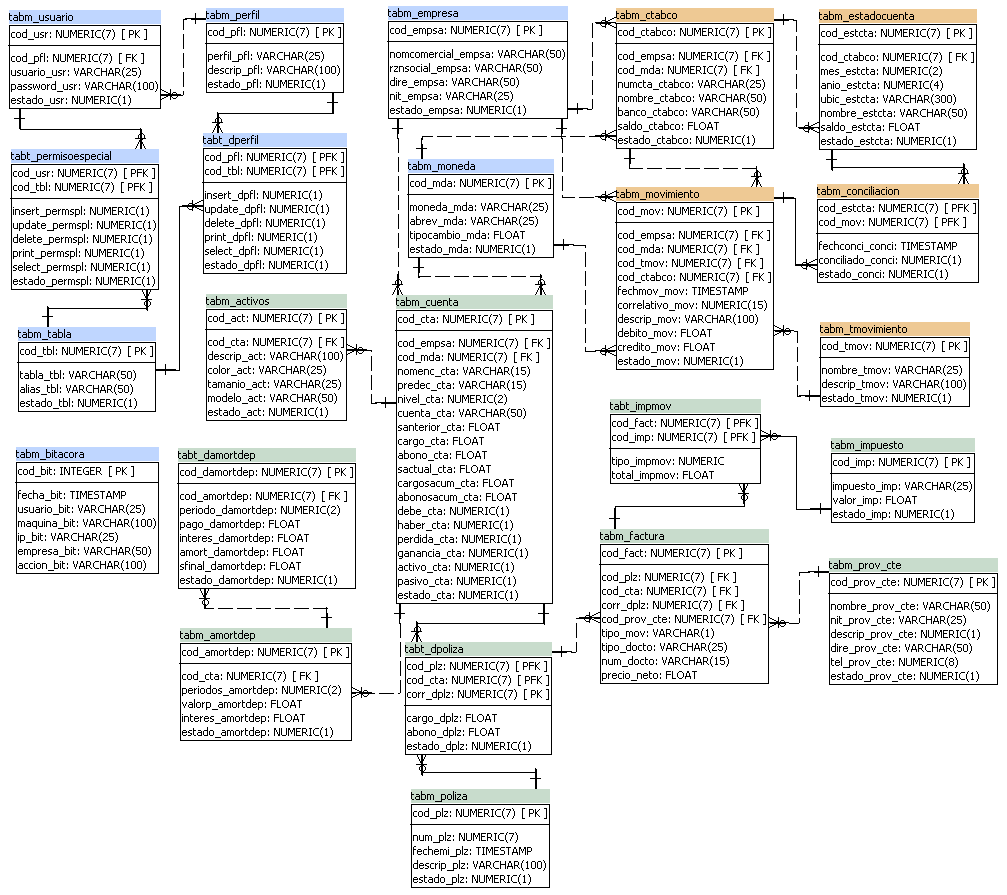 tabm_usuario
cod_usr: NUMERIC(7) [ PK ]
cod_pfl: NUMERIC(7) [ FK ]
usuario_usr: VARCHAR(25)
password_usr: VARCHAR(100)
estado_usr: NUMERIC(1)
tabm_perfil
cod_pfl: NUMERIC(7) [ PK ]
perfil_pfl: VARCHAR(25)
descrip_pfl: VARCHAR(100)
estado_pfl: NUMERIC(1)
tabm_empresa
cod_empsa: NUMERIC(7) [ PK ]
nomcomercial_empsa: VARCHAR(50)
rznsocial_empsa: VARCHAR(50)
dire_empsa: VARCHAR(50)
nit_empsa: VARCHAR(25)
estado_empsa: NUMERIC(1)
tabm_ctabco
cod_ctabco: NUMERIC(7) [ PK ]
cod_empsa: NUMERIC(7) [ FK ]
cod_mda: NUMERIC(7) [ FK ]
numcta_ctabco: VARCHAR(25)
nombre_ctabco: VARCHAR(25)
banco_ctabco: VARCHAR(50)
saldo_ctabco: FLOAT
estado_ctabco: NUMERIC(1)
tabm_estadocuenta
cod_estcta: NUMERIC(7) [ PK ]
cod_ctabco: NUMERIC(7) [ FK ]
mes_estcta: NUMERIC(2)
anio_estcta: NUMERIC(4)
ubic_estcta: VARCHAR(300)
nombre_estcta: VARCHAR(50)
saldo_estcta: FLOAT
estado_estcta: NUMERIC(1)
tabt_permisoespecial
cod_usr: NUMERIC(7) [ PFK ]
cod_tbl: NUMERIC(7) [ PFK ]
insert_permspl: NUMERIC(1)
update_permspl: NUMERIC(1)
delete_permspl: NUMERIC(1)
print_permspl: NUMERIC(1)
select_permspl: NUMERIC(1)
estado_permspl: NUMERIC(1)
tabt_dperfil
cod_pfl: NUMERIC(7) [ PFK ]
cod_tbl: NUMERIC(7) [ PFK ]
insert_dpfl: NUMERIC(1)
update_dpfl: NUMERIC(1)
delete_dpfl: NUMERIC(1)
print_dpfl: NUMERIC(1)
select_dpfl: NUMERIC(1)
estado_dpfl: NUMERIC(1)
tabm_moneda
cod_mda: NUMERIC(7) [ PK ]
moneda_mda: VARCHAR(25)
abrev_mda: VARCHAR(25)
tipocambio_mda: FLOAT
estado_mda: NUMERIC(1)
tabm_movimiento
cod_mov: NUMERIC(7) [ PK ]
cod_empsa: NUMERIC(7) [ FK ]
cod_mda: NUMERIC(7) [ FK ]
cod_tmov: NUMERIC(7) [ FK ]
cod_ctabco: NUMERIC(7) [ FK ]
fechmov_mov: TIMESTAMP
correlativo_mov: NUMERIC(15)
descrip_mov: VARCHAR(100)
debito_mov: FLOAT
credito_mov: FLOAT
estado_mov: NUMERIC(1)
tabm_conciliacion
cod_estcta: NUMERIC(7) [ PFK ]
cod_mov: NUMERIC(7) [ PFK ]
fechconci_conci: TIMESTAMP
conciliado_conci: NUMERIC(1)
estado_conci: NUMERIC(1)
tabm_tabla
cod_tbl: NUMERIC(7) [ PK ]
tabla_tbl: VARCHAR(50)
alias_tbl: VARCHAR(50)
estado_tbl: NUMERIC(1)
tabm_activos
cod_act: NUMERIC(7) [ PK ]
cod_cta: NUMERIC(7) [ FK ]
descrip_act: VARCHAR(100)
color_act: VARCHAR(25)
tamanio_act: VARCHAR(25)
modelo_act: VARCHAR(50)
estado_act: NUMERIC(1)
tabm_cuenta
cod_cta: NUMERIC(7) [ PK ]
cod_empsa: NUMERIC(7) [ FK ]
cod_mda: NUMERIC(7) [ FK ]
nomenc_cta: VARCHAR(15)
predec_cta: VARCHAR(15)
nivel_cta: NUMERIC(2)
cuenta_cta: VARCHAR(50)
santerior_cta: FLOAT
cargo_cta: FLOAT
abono_cta: FLOAT
sactual_cta: FLOAT
cargosacum_cta: FLOAT
abonosacum_cta: FLOAT
debe_cta: NUMERIC(1)
haber_cta: NUMERIC(1)
perdida_cta: NUMERIC(1)
ganancia_cta: NUMERIC(1)
activo_cta: NUMERIC(1)
pasivo_cta: NUMERIC(1)
estado_cta: NUMERIC(1)
tabm_tmovimiento
cod_tmov: NUMERIC(7) [ PK ]
nombre_tmov: VARCHAR(25)
descrip_tmov: VARCHAR(100)
estado_tmov: NUMERIC(1)
tabt_impmov
cod_fact: NUMERIC(7) [ PFK ]
cod_imp: NUMERIC(7) [ PFK ]
tipo_impmov: NUMERIC
total_impmov: FLOAT
tabm_impuesto
cod_imp: NUMERIC(7) [ PK ]
impuesto_imp: VARCHAR(25)
valor_imp: FLOAT
estado_imp: NUMERIC(1)
tabm_bitacora
cod_bit: INTEGER [ PK ]
fecha_bit: TIMESTAMP
usuario_bit: VARCHAR(25)
maquina_bit: VARCHAR(100)
ip_bit: VARCHAR(25)
empresa_bit: VARCHAR(50)
accion_bit: VARCHAR(100)
tabt_damortdep
cod_damortdep: NUMERIC(7) [ PK ]
cod_amortdep: NUMERIC(7) [ FK ]
periodo_damortdep: NUMERIC(2)
pago_damortdep: FLOAT
interes_damortdep: FLOAT
amort_damortdep: FLOAT
sfinal_damortdep: FLOAT
estado_damortdep: NUMERIC(1)
tabm_factura
cod_fact: NUMERIC(7) [ PK ]
cod_plz: NUMERIC(7) [ FK ]
cod_cta: NUMERIC(7) [ FK ]
corr_dplz: NUMERIC(7) [ FK ]
cod_prov_cte: NUMERIC(7) [ FK ]
tipo_mov: VARCHAR(1)
tipo_docto: VARCHAR(25)
num_docto: VARCHAR(15)
precio_neto: FLOAT
tabm_prov_cte
cod_prov_cte: NUMERIC(7) [ PK ]
nombre_prov_cte: VARCHAR(50)
nit_prov_cte: VARCHAR(25)
descrip_prov_cte: NUMERIC(1)
dire_prov_cte: VARCHAR(50)
tel_prov_cte: NUMERIC(8)
estado_prov_cte: NUMERIC(1)
tabm_amortdep
cod_amortdep: NUMERIC(7) [ PK ]
cod_cta: NUMERIC(7) [ FK ]
periodos_amortdep: NUMERIC(2)
valorp_amortdep: FLOAT
interes_amortdep: FLOAT
estado_amortdep: NUMERIC(1)
tabt_dpoliza
cod_plz: NUMERIC(7) [ PFK ]
cod_cta: NUMERIC(7) [ PFK ]
corr_dplz: NUMERIC(7) [ PK ]
cargo_dplz: FLOAT
abono_dplz: FLOAT
estado_dplz: NUMERIC(1)
tabm_poliza
cod_plz: NUMERIC(7) [ PK ]
num_plz: NUMERIC(7)
fechemi_plz: TIMESTAMP
descrip_plz: VARCHAR(100)
estado_plz: NUMERIC(1)